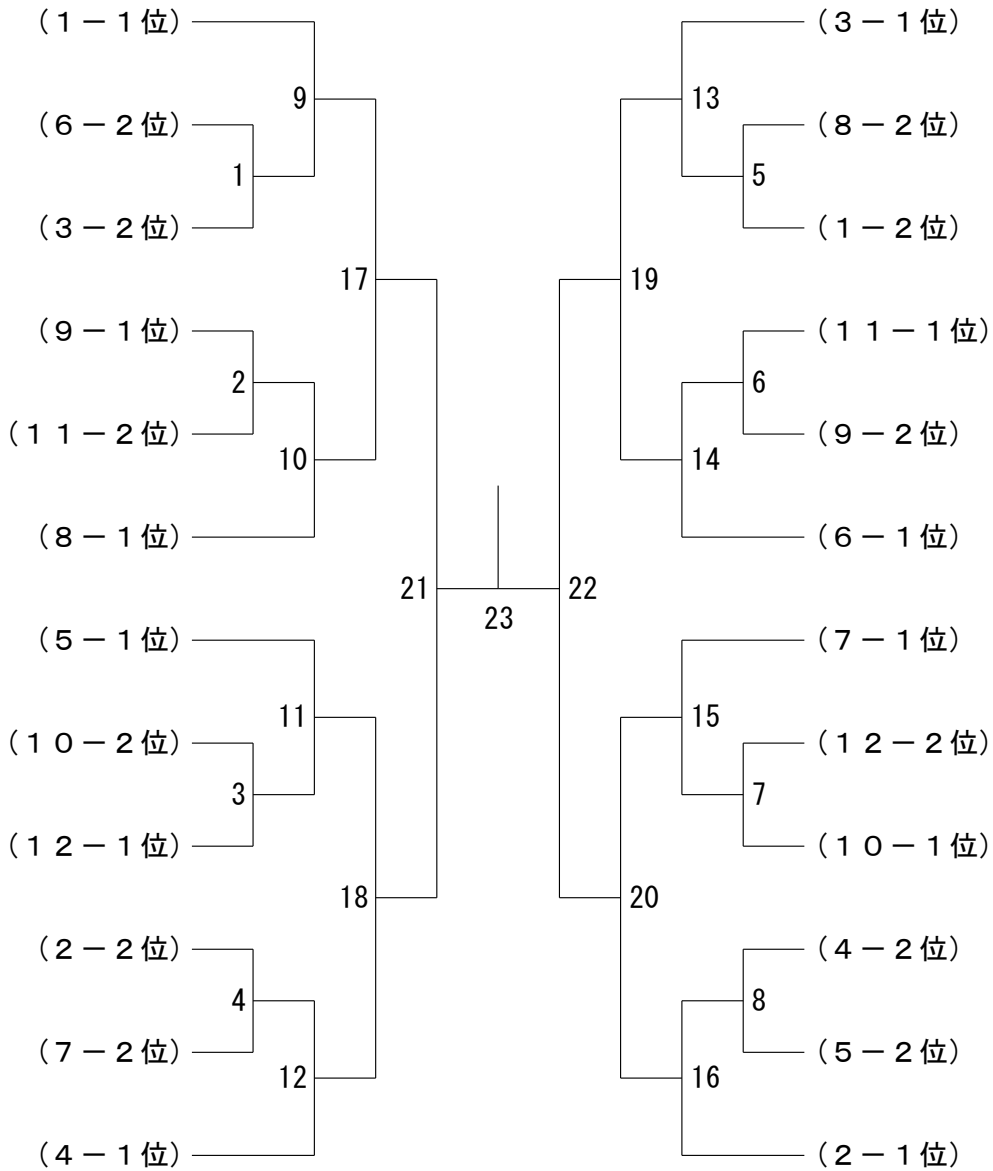 （１－１位）
（３－１位）
9
13
（６－２位）
（８－２位）
1
5
（３－２位）
（１－２位）
17
19
（９－１位）
（１１－１位）
2
6
（１１－２位）
（９－２位）
10
14
（８－１位）
（６－１位）
21
22
23
（５－１位）
（７－１位）
11
15
（１０－２位）
（１２－２位）
3
7
（１２－１位）
（１０－１位）
18
20
（２－２位）
（４－２位）
4
8
（７－２位）
（５－２位）
12
16
（４－１位）
（２－１位）